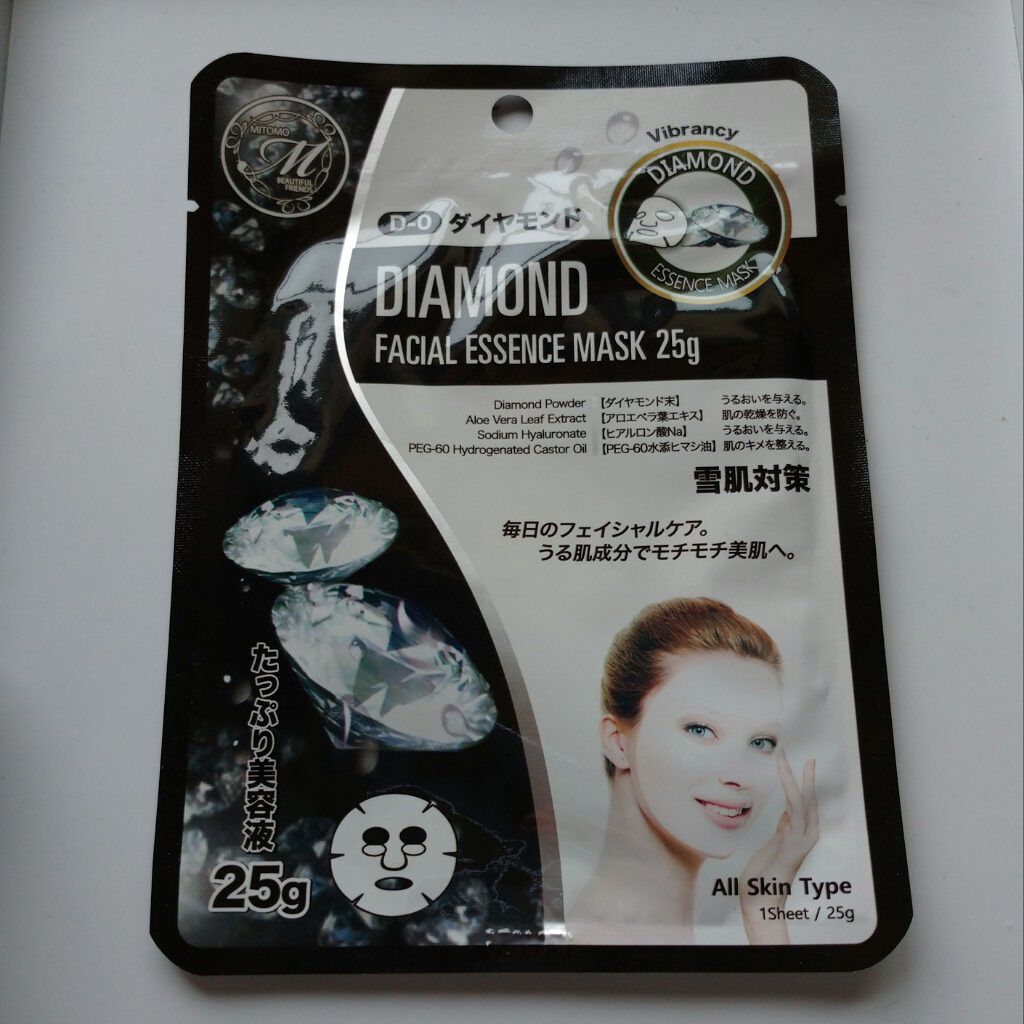 MITOMO
M
BEAUTIFUL
FRIENDS
Vibrancy
DIAMOND
ESSENCE MASK
D-0 ダイヤモンド
DIAMOND
FACIAL ESSENCE MASK 25g
Diamond Powder 【ダイヤモンド末】 うるおいを与える。
Aloe Vera Leaf Extract 【アロエベラ葉エキス】 肌の乾燥を防ぐ。
Sodium Hyaluronate 【ヒアルロン酸Na】 うるおいを与える。
PEG-60 Hydrogenated Castor Oil 【PEG-60水添ヒマシ油】 肌のキメを整える。
雪肌対策
毎日のフェイシャルケア。
うる肌成分でモチモチ美肌へ。
たっぷり美容液
25g
All Skin Type
1Sheet / 25g